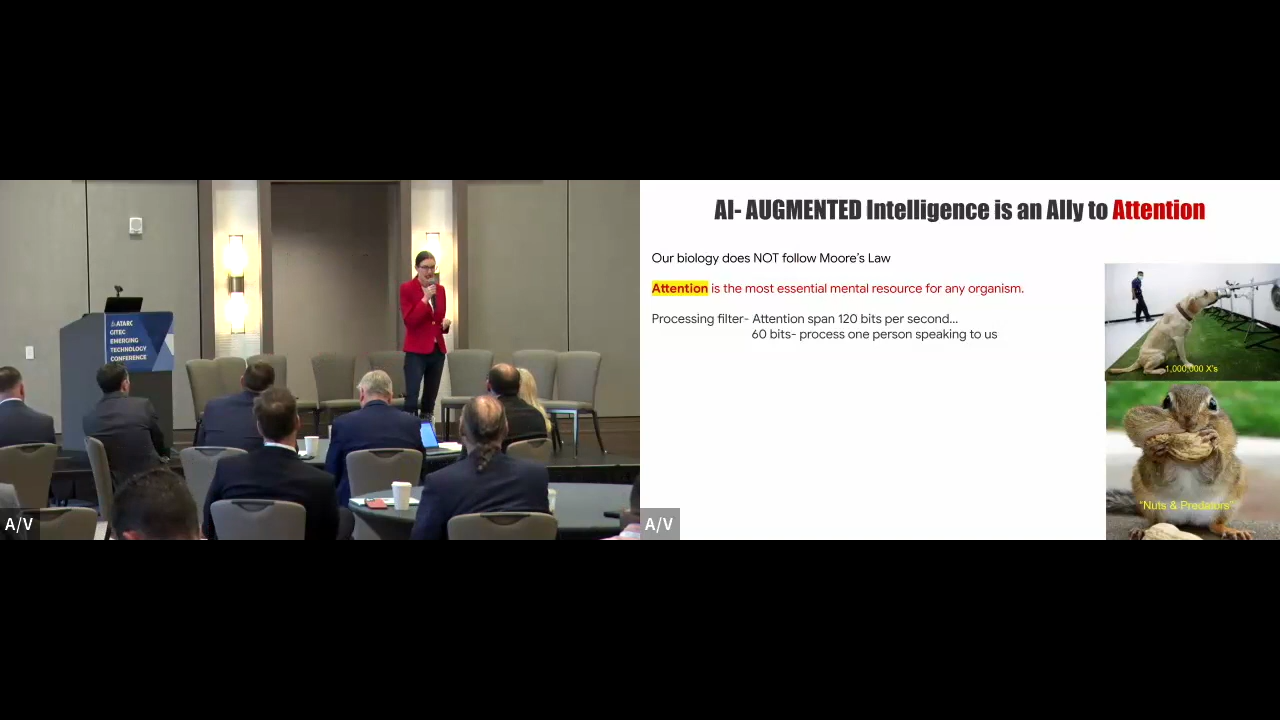 ATARC
GITEC
EMERGING
TECHNOLOGY
CONFERENCE
A/V
AI- AUGMENTED Intelligence is an Ally to Attention
Our biology does NOT follow Moore's Law
Attention is the most essential mental resource for any organism.
Processing filter- Attention span 120 bits per second...
60 bits- process one person speaking to us
1,000,000 X's
"Nuts & Predators"
A/V